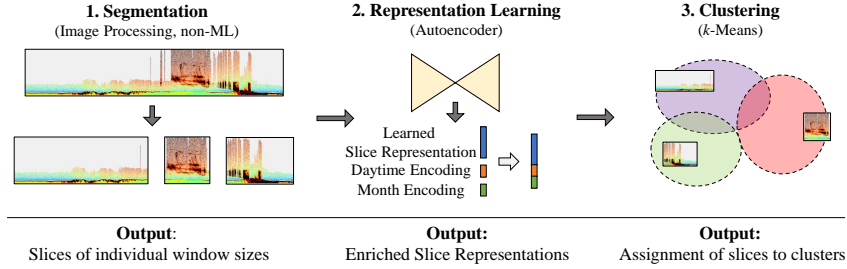 1. Segmentation
(Image Processing, non-ML)
2. Representation Learning
(Autoencoder)
3. Clustering
(k-Means)
Learned
Slice Representation
Daytime Encoding
Month Encoding
Output:
Slices of individual window sizes
Output:
Enriched Slice Representations
Output:
Assignment of slices to clusters